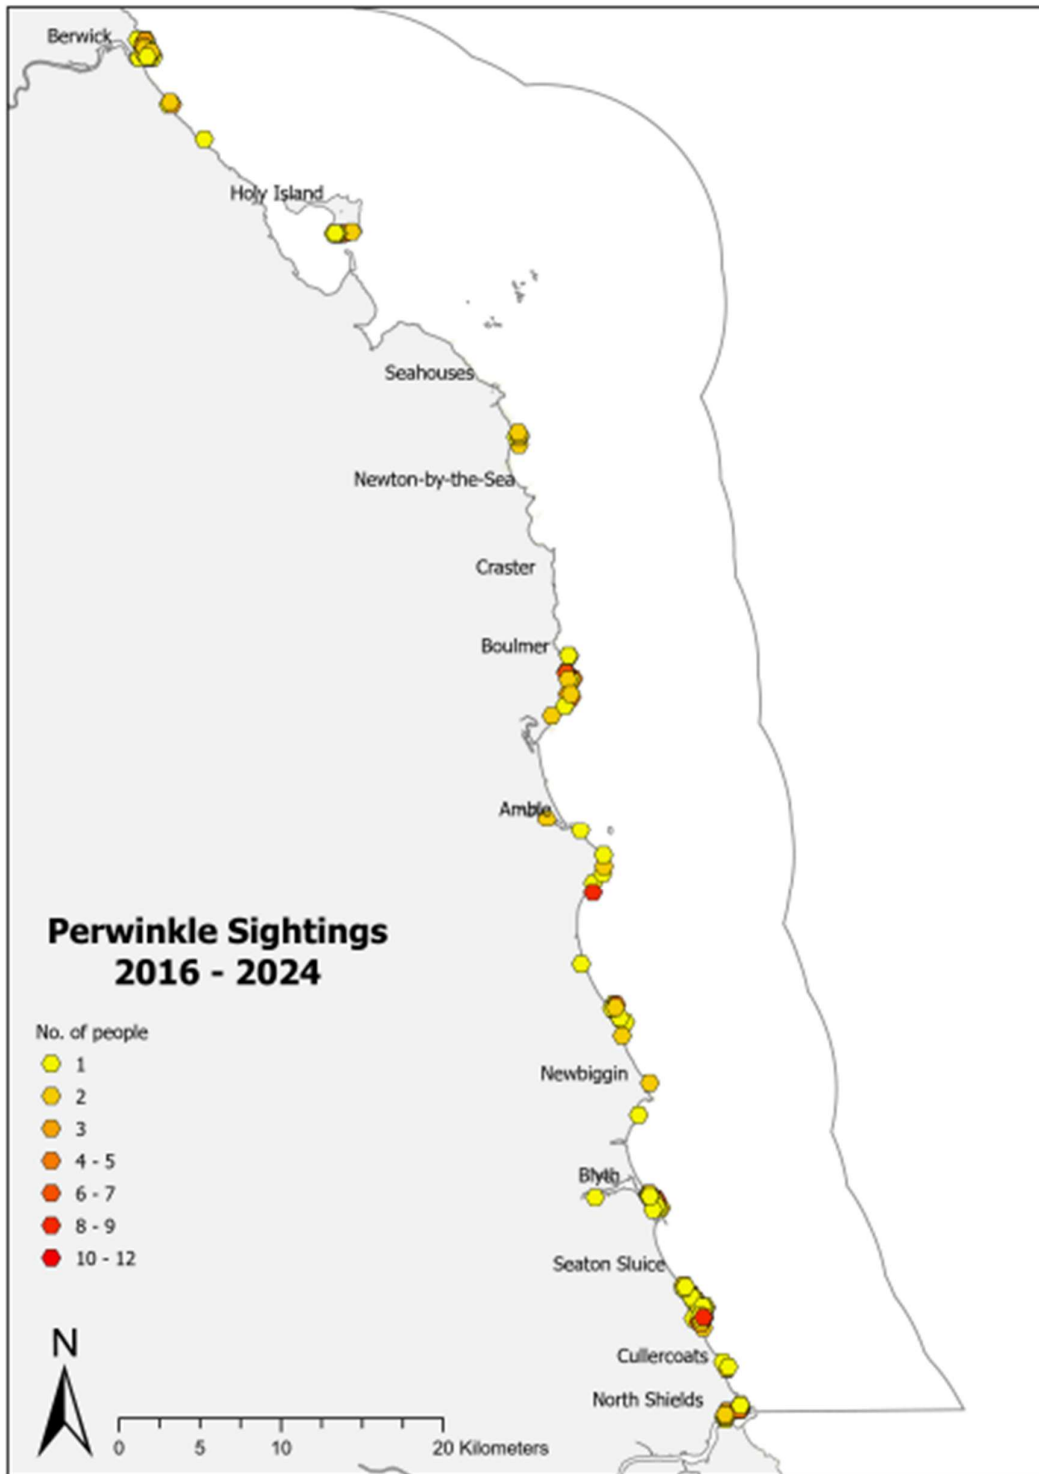 Berwick
Holy Island
Seahouses
Newton-by-the-Sea
Craster
Boulmer
Amble
Perwinkle Sightings
2016 - 2024
No. of people
1
2
3
4 - 5
6 - 7
8 - 9
10 - 12
Newbiggin
Blyth
Seaton Sluice
Cullercoats
North Shields
N
0 5 10 20 Kilometers